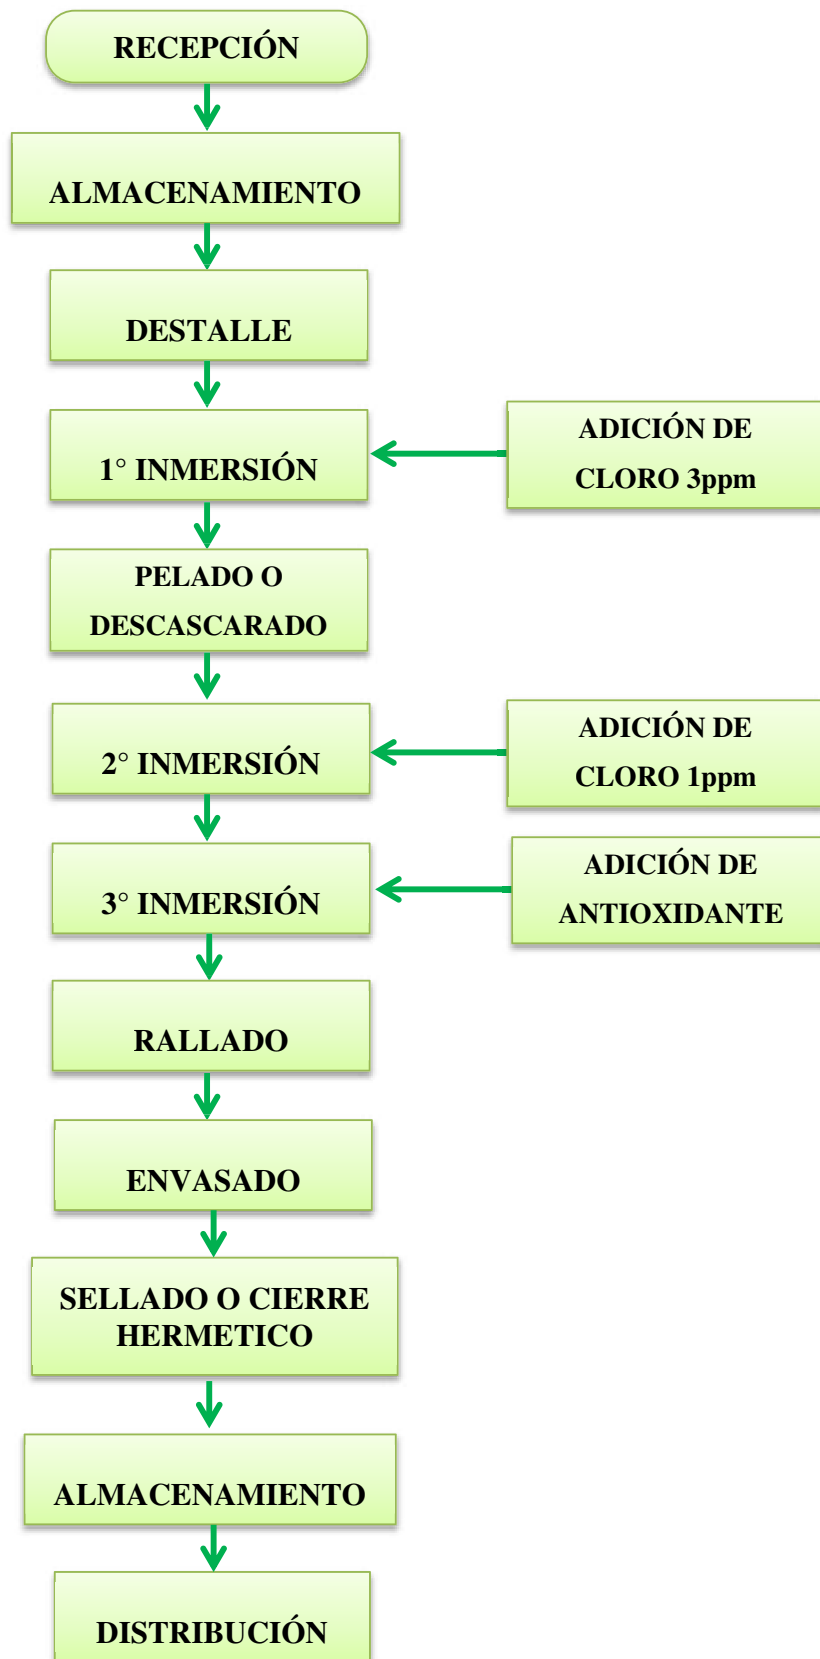 RECEPCIÓN
ALMACENAMIENTO
DESTALLE
1° INMERSIÓN
ADICIÓN DE
CLORO 3ppm
PELADO O
DESCASCARADO
2° INMERSIÓN
ADICIÓN DE
CLORO 1ppm
3° INMERSIÓN
ADICIÓN DE
ANTIOXIDANTE
RALLADO
ENVASADO
SELLADO O CIERRE
HERMETICO
ALMACENAMIENTO
DISTRIBUCIÓN